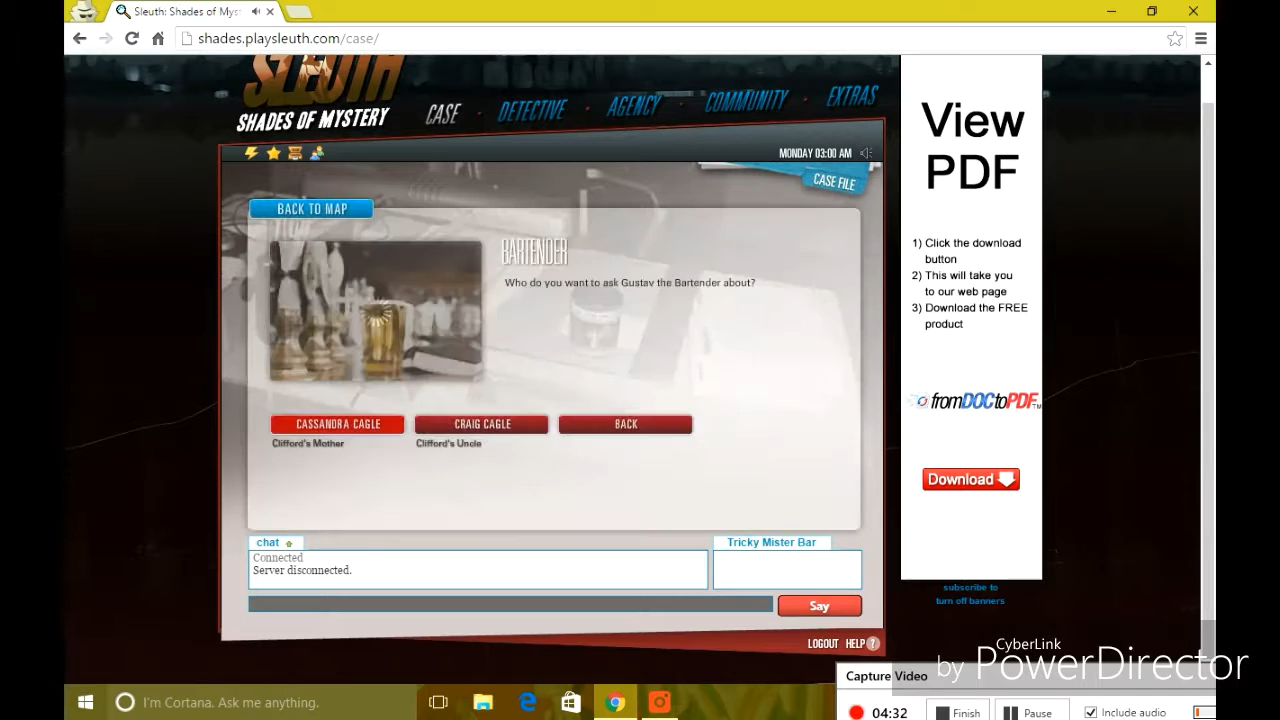 Sleuth: Shades of Mys
shades.playsleuth.com/case/
SLEUTH
SHADES OF MYSTERY
CASE
DETECTIVE
AGENCY
COMMUNITY
EXTRAS
MONDAY 03:00 AM
CASE FILE
BACK TO MAP
BARTENDER
Who do you want to ask Gustav the Bartender about?
CASSANDRA CAGLE
CRAIG CAGLE
BACK
Clifford's Mother
Clifford's Uncle
chat
Tricky Mister Bar
Connected
Server disconnected.
Say
LOGOUT HELP ?
View
PDF
1) Click the download
button
2) This will take you
to our web page
3) Download the FREE
product
fromDOCtoPDF™
Download
subscribe to
turn off banners
CyberLink
by PowerDirector
Capture Video
04:32
Finish
Pause
Include audio
I'm Cortana. Ask me anything.